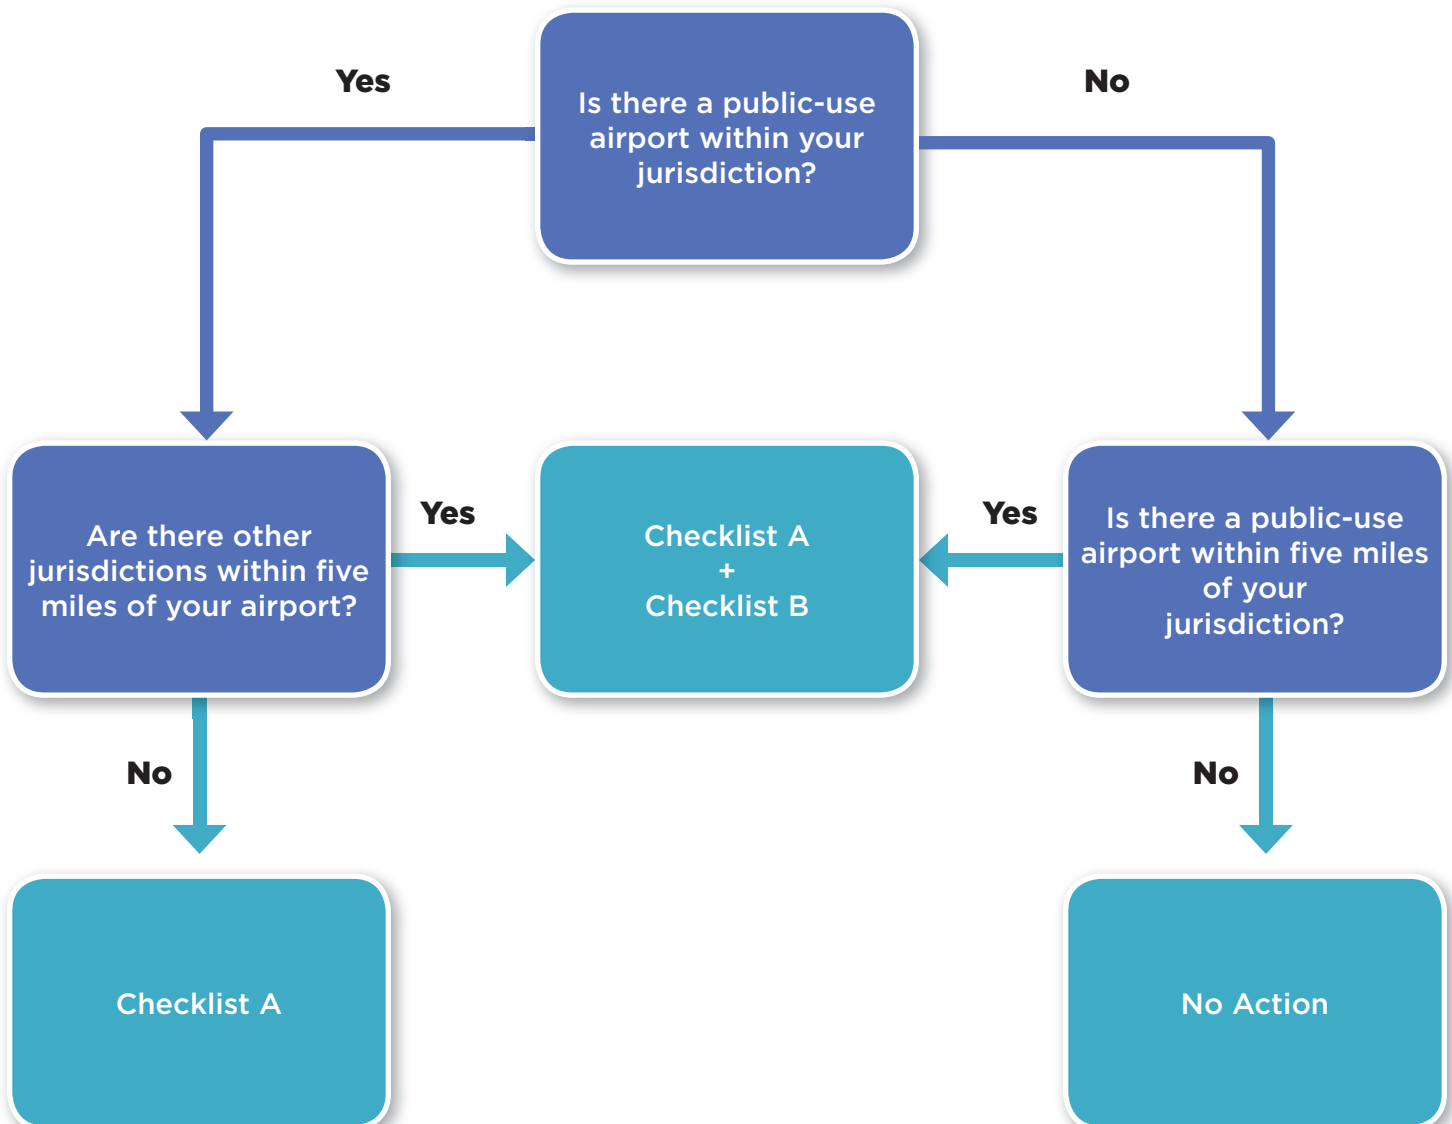 Yes
Is there a public-use
airport within your
jurisdiction?
No
Are there other
jurisdictions within five
miles of your airport?
Yes
Checklist A
+
Checklist B
Yes
Is there a public-use
airport within five miles
of your
jurisdiction?
No
No
Checklist A
No Action